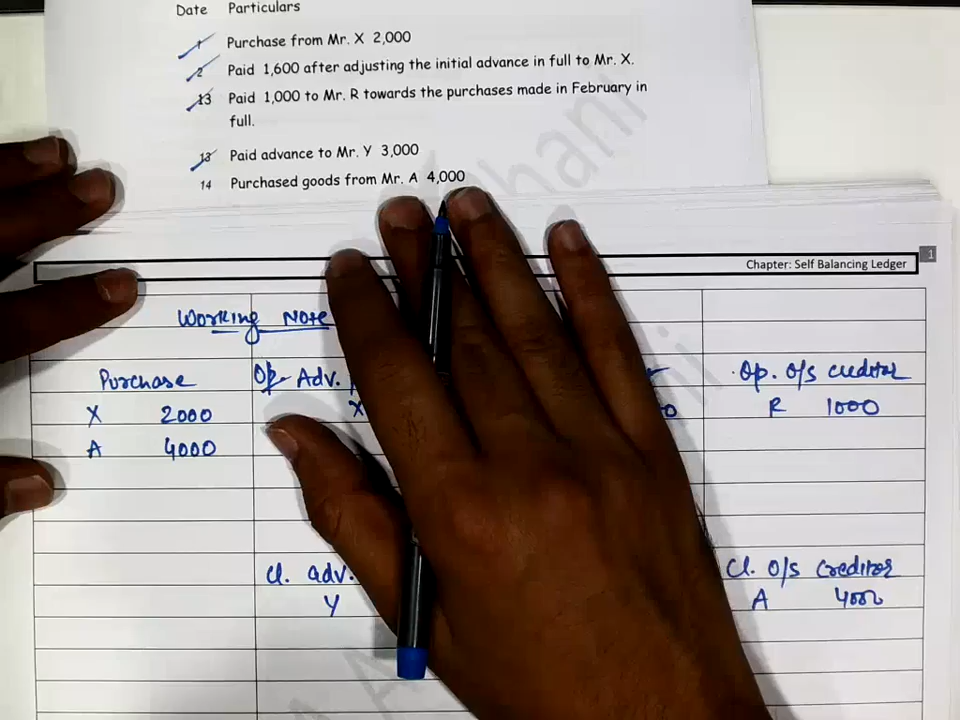 Date Particulars
1 Purchase from Mr. X 2,000
2 Paid 1,600 after adjusting the initial advance in full to Mr. X.
13 Paid 1,000 to Mr. R towards the purchases made in February in
full.
13 Paid advance to Mr. Y 3,000
14 Purchased goods from Mr. A 4,000
1
Chapter: Self Balancing Ledger
Working Note
Purchase Op Adv. Op. o/s creditor
X 2000 X R 1000
A 4000
Cl. adv. Cl. O/s Creditor
Y A 4000